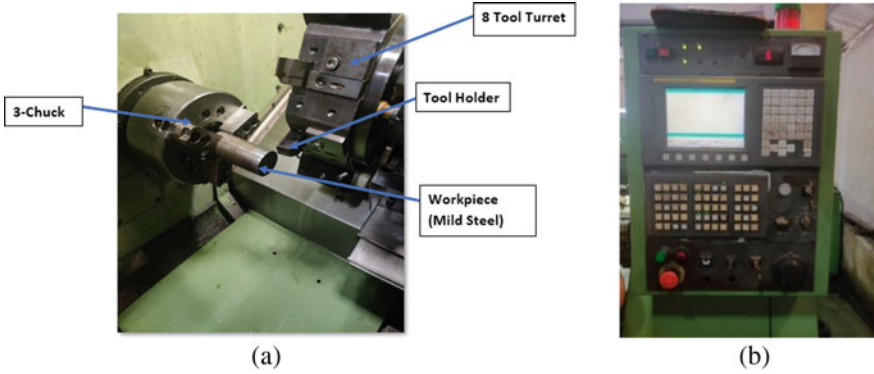 8 Tool Turret
Tool Holder
3-Chuck
Workpiece
(Mild Steel)
(a)
(b)